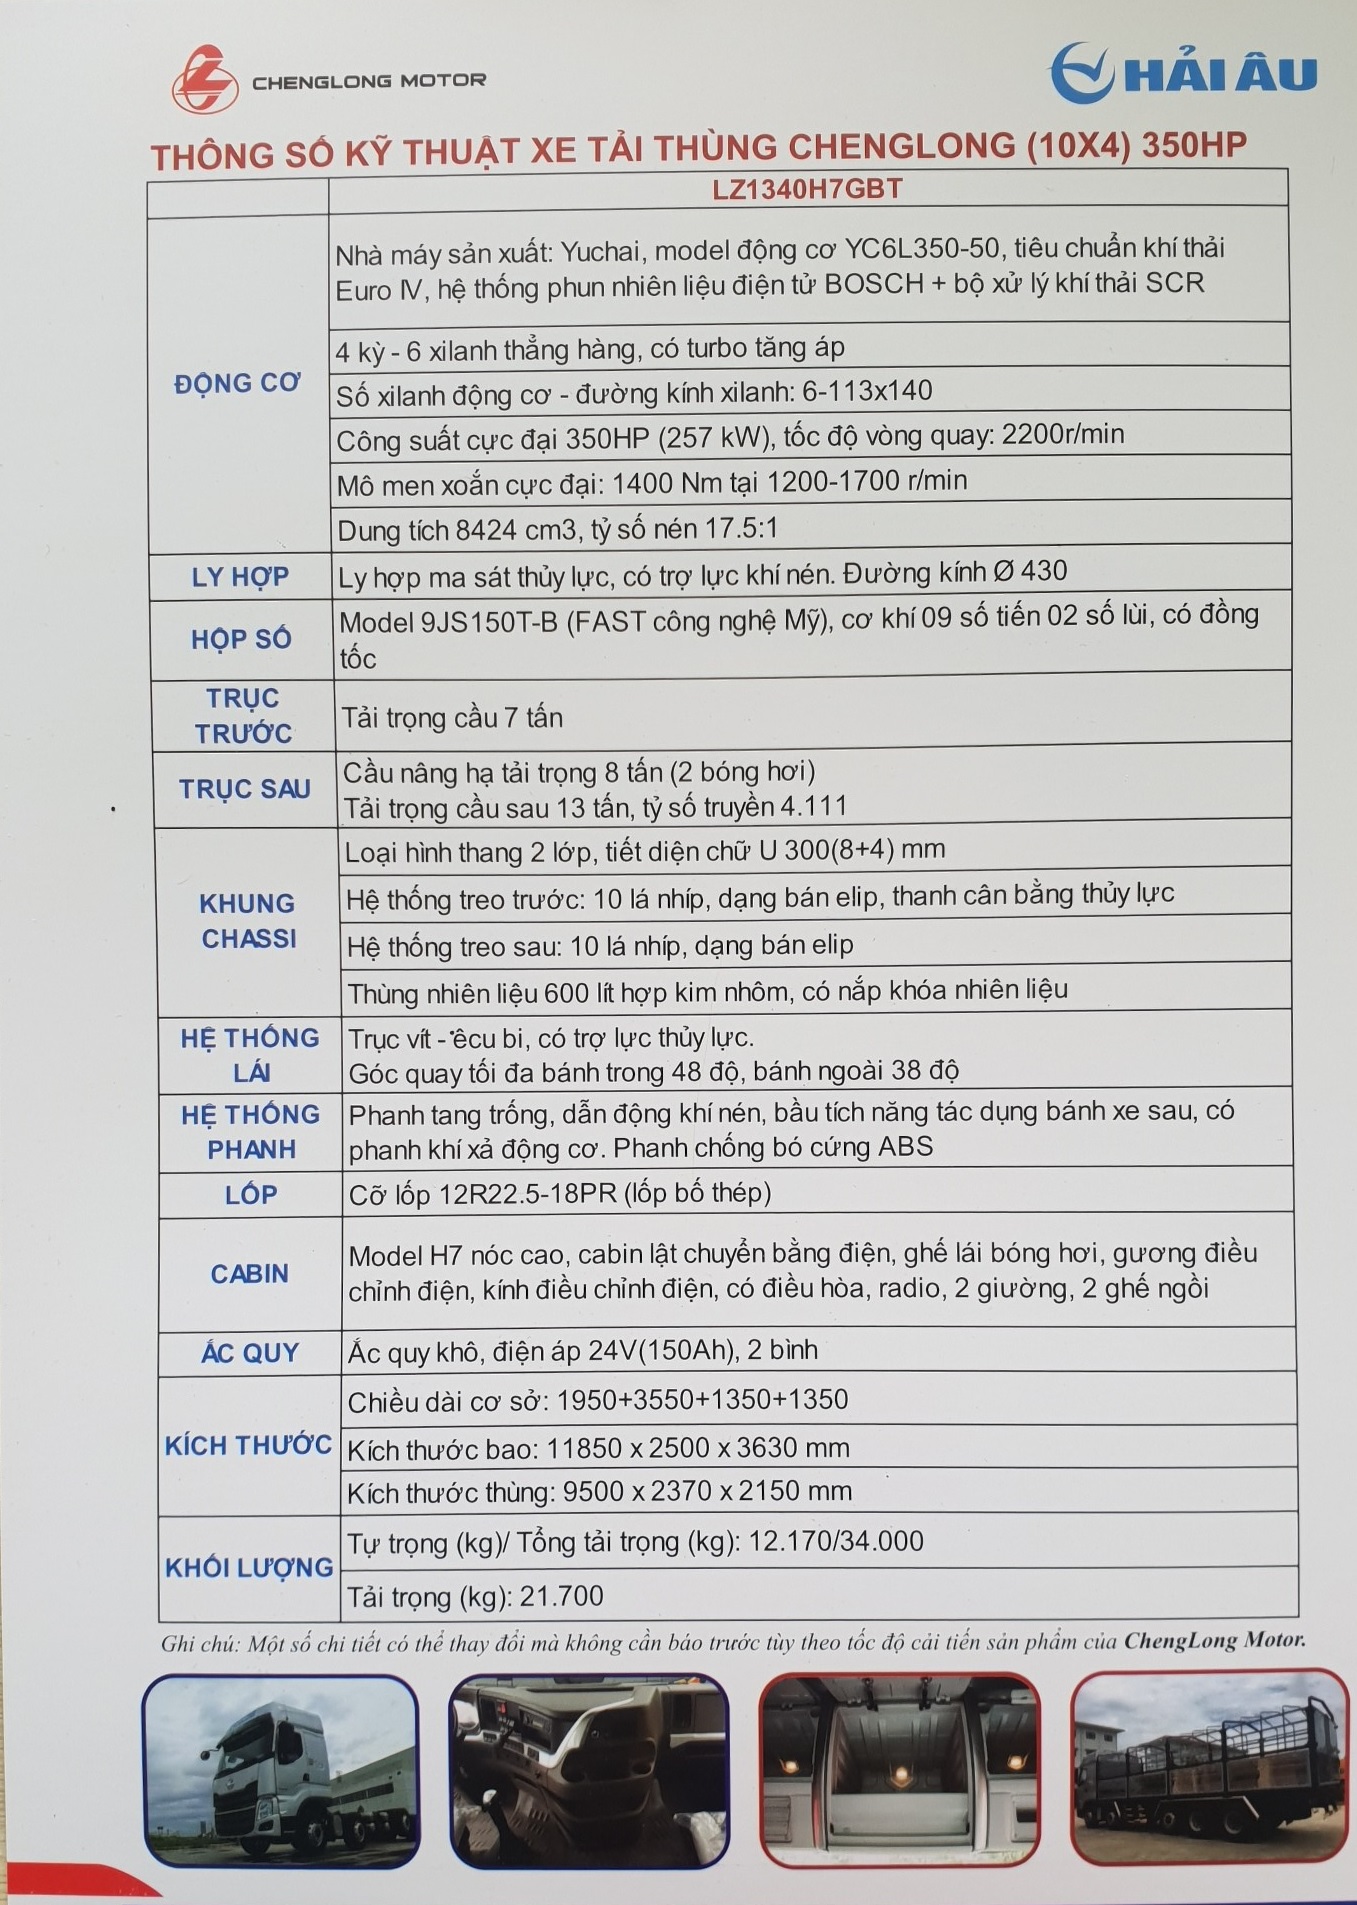 CHENGLONG MOTOR
HẢI ÂU
THÔNG SỐ KỸ THUẬT XE TẢI THÙNG CHENGLONG (10X4) 350HP
LZ1340H7GBT
ĐỘNG CƠ
Nhà máy sản xuất: Yuchai, model động cơ YC6L350-50, tiêu chuẩn khí thải
Euro IV, hệ thống phun nhiên liệu điện tử BOSCH + bộ xử lý khí thải SCR
4 kỳ - 6 xilanh thẳng hàng, có turbo tăng áp
Số xilanh động cơ - đường kính xilanh: 6-113x140
Công suất cực đại 350HP (257 kW), tốc độ vòng quay: 2200r/min
Mô men xoắn cực đại: 1400 Nm tại 1200-1700 r/min
Dung tích 8424 cm3, tỷ số nén 17.5:1
LY HỢP
Ly hợp ma sát thủy lực, có trợ lực khí nén. Đường kính Ø 430
HỘP SỐ
Model 9JS150T-B (FAST công nghệ Mỹ), cơ khí 09 số tiến 02 số lùi, có đồng
tốc
TRỤC
TRƯỚC
Tải trọng cầu 7 tấn
TRỤC SAU
Cầu nâng hạ tải trọng 8 tấn (2 bóng hơi)
Tải trọng cầu sau 13 tấn, tỷ số truyền 4.111
KHUNG
CHASSI
Loại hình thang 2 lớp, tiết diện chữ U 300(8+4) mm
Hệ thống treo trước: 10 lá nhíp, dạng bán elip, thanh cân bằng thủy lực
Hệ thống treo sau: 10 lá nhíp, dạng bán elip
Thùng nhiên liệu 600 lít hợp kim nhôm, có nắp khóa nhiên liệu
HỆ THỐNG
LÁI
Trục vít - êcu bi, có trợ lực thủy lực.
Góc quay tối đa bánh trong 48 độ, bánh ngoài 38 độ
HỆ THỐNG
PHANH
Phanh tang trống, dẫn động khí nén, bầu tích năng tác dụng bánh xe sau, có
phanh khí xả động cơ. Phanh chống bó cứng ABS
LỐP
Cỡ lốp 12R22.5-18PR (lốp bố thép)
CABIN
Model H7 nóc cao, cabin lật chuyển bằng điện, ghế lái bóng hơi, gương điều
chỉnh điện, kính điều chỉnh điện, có điều hòa, radio, 2 giường, 2 ghế ngồi
ẮC QUY
Ắc quy khô, điện áp 24V(150Ah), 2 bình
KÍCH THƯỚC
Chiều dài cơ sở: 1950+3550+1350+1350
Kích thước bao: 11850 x 2500 x 3630 mm
Kích thước thùng: 9500 x 2370 x 2150 mm
KHỐI LƯỢNG
Tự trọng (kg)/ Tổng tải trọng (kg): 12.170/34.000
Tải trọng (kg): 21.700
Ghi chú: Một số chi tiết có thể thay đổi mà không cần báo trước tùy theo tốc độ cải tiến sản phẩm của ChengLong Motor.